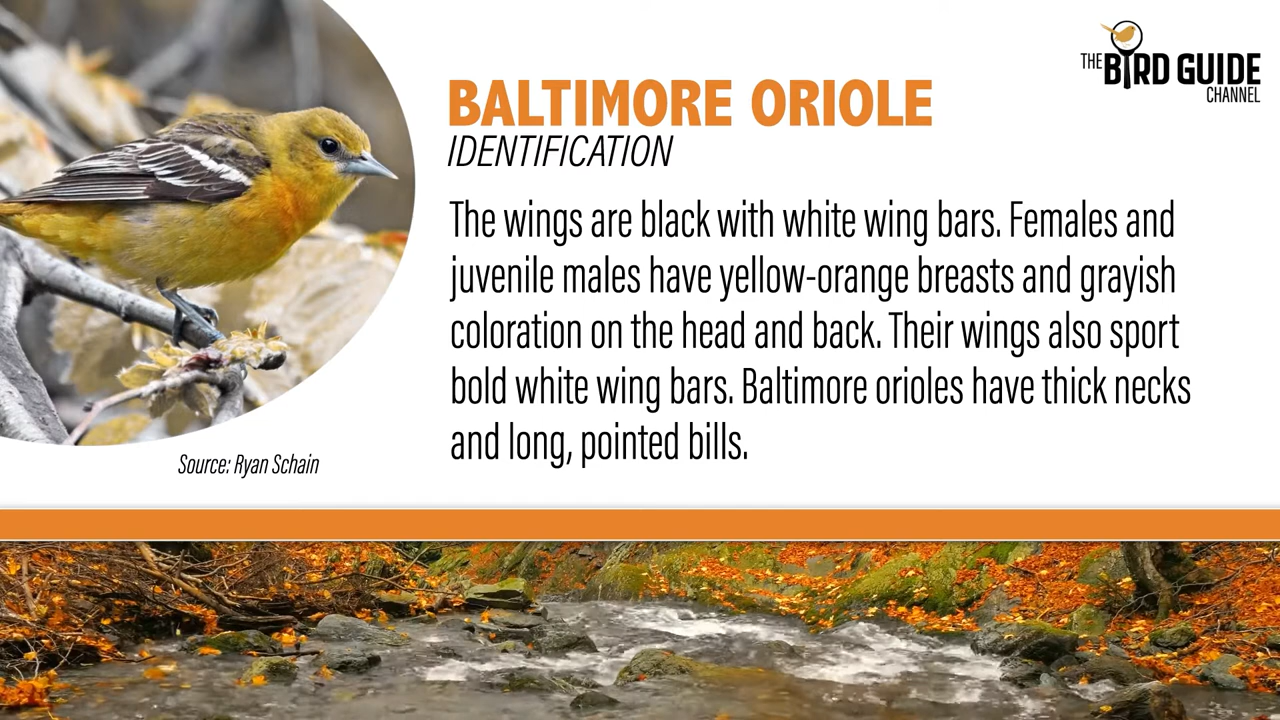 THE BIRD GUIDE
CHANNEL
BALTIMORE ORIOLE
IDENTIFICATION
The wings are black with white wing bars. Females and
juvenile males have yellow-orange breasts and grayish
coloration on the head and back. Their wings also sport
bold white wing bars. Baltimore orioles have thick necks
and long, pointed bills.
Source: Ryan Schain